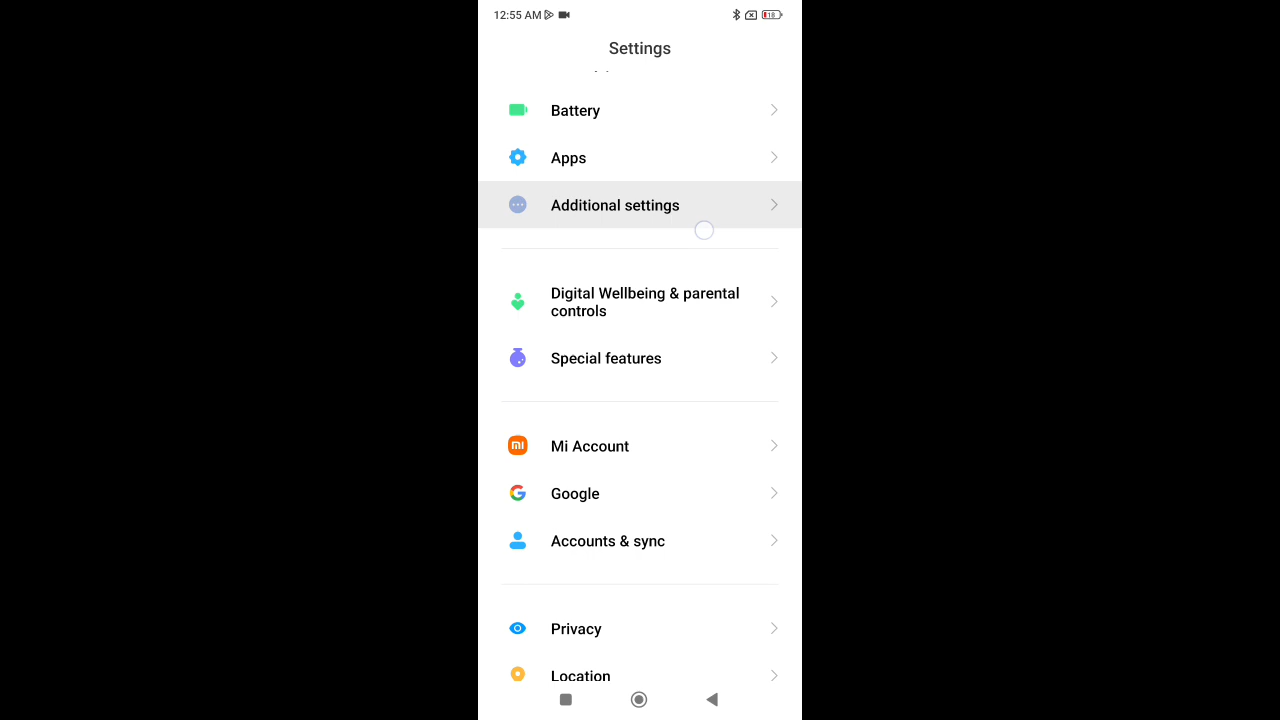 12:55 AM
18
Settings
Battery
Apps
Additional settings
Digital Wellbeing & parental
controls
Special features
Mi Account
Google
Accounts & sync
Privacy
Location